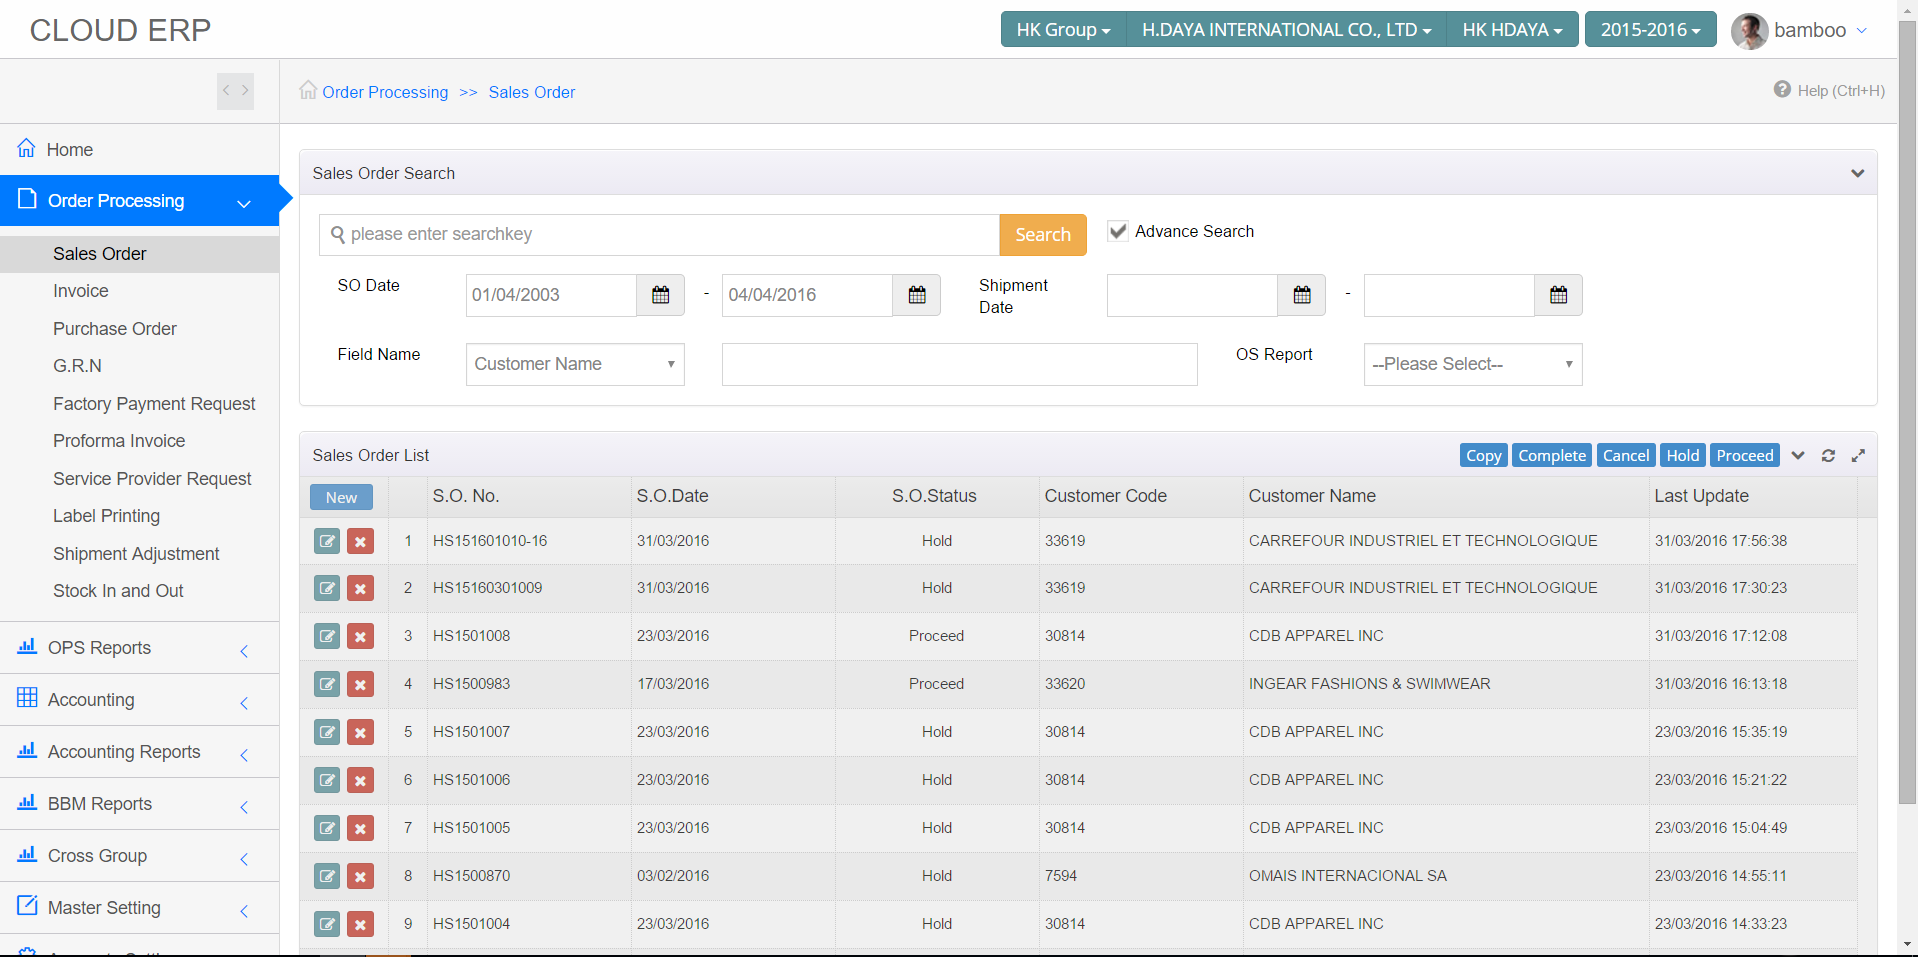 CLOUD ERP
HK Group H.DAYA INTERNATIONAL CO., LTD HK HDAYA 2015-2016 bamboo
Order Processing >> Sales Order
Help (Ctrl+H)
Home
Order Processing
Sales Order
Invoice
Purchase Order
G.R.N
Factory Payment Request
Proforma Invoice
Service Provider Request
Label Printing
Shipment Adjustment
Stock In and Out
OPS Reports
Accounting
Accounting Reports
BBM Reports
Cross Group
Master Setting
Sales Order Search
please enter searchkey Search Advance Search
SO Date 01/04/2003 - 04/04/2016 Shipment Date -
Field Name Customer Name OS Report --Please Select--
Sales Order List Copy Complete Cancel Hold Proceed
New S.O. No. S.O.Date S.O.Status Customer Code Customer Name Last Update
1 HS151601010-16 31/03/2016 Hold 33619 CARREFOUR INDUSTRIEL ET TECHNOLOGIQUE 31/03/2016 17:56:38
2 HS15160301009 31/03/2016 Hold 33619 CARREFOUR INDUSTRIEL ET TECHNOLOGIQUE 31/03/2016 17:30:23
3 HS1501008 23/03/2016 Proceed 30814 CDB APPAREL INC 31/03/2016 17:12:08
4 HS1500983 17/03/2016 Proceed 33620 INGEAR FASHIONS & SWIMWEAR 31/03/2016 16:13:18
5 HS1501007 23/03/2016 Hold 30814 CDB APPAREL INC 23/03/2016 15:35:19
6 HS1501006 23/03/2016 Hold 30814 CDB APPAREL INC 23/03/2016 15:21:22
7 HS1501005 23/03/2016 Hold 30814 CDB APPAREL INC 23/03/2016 15:04:49
8 HS1500870 03/02/2016 Hold 7594 OMAIS INTERNACIONAL SA 23/03/2016 14:55:11
9 HS1501004 23/03/2016 Hold 30814 CDB APPAREL INC 23/03/2016 14:33:23